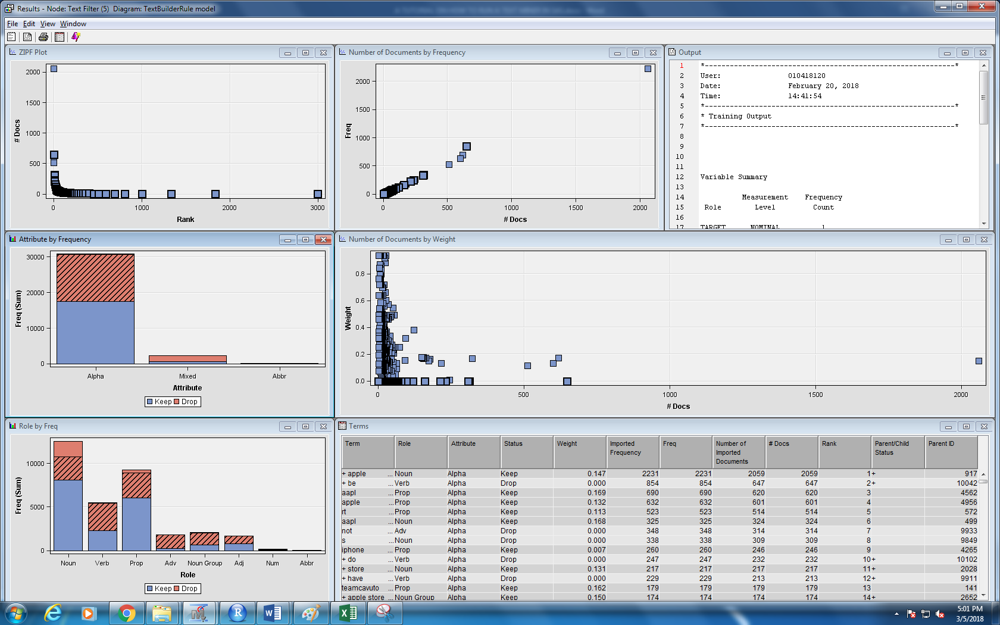 Results - Node: Text Filter (5)  Diagram: TextBuilderRule model
File Edit View Window
ZIPF Plot
2000
1500
1000
500
0
# Docs
0 1000 2000 3000
Rank
Number of Documents by Frequency
2000
1500
1000
500
0
Freq
0 500 1000 1500 2000
# Docs
Output
1 *--------------------------------------------------------------*
2 User: 010418120
3 Date: February 20, 2018
4 Time: 14:41:54
5 *--------------------------------------------------------------*
6 * Training Output
7 *--------------------------------------------------------------*
8
9
10
11
12 Variable Summary
13
14 Measurement Frequency
15 Role Level Count
16
17 TARGET NOMINAL 1
Attribute by Frequency
30000
20000
10000
0
Freq (Sum)
Alpha Mixed Abbr
Attribute
Keep Drop
Number of Documents by Weight
0.8
0.6
0.4
0.2
0.0
Weight
0 500 1000 1500 2000
# Docs
Role by Freq
10000
5000
0
Freq (Sum)
Noun Verb Prop Adv Noun Group Adj Num Abbr
Role
Keep Drop
Terms
Term Role Attribute Status Weight Imported Frequency Freq Number of Imported Documents # Docs Rank Parent/Child Status Parent ID
+ apple ... Noun Alpha Keep 0.147 2231 2231 2059 2059 1 + 917
+ be ... Verb Alpha Drop 0.000 854 854 647 647 2 + 10042
aapl ... Prop Alpha Keep 0.169 690 690 620 620 3 4562
apple ... Prop Alpha Keep 0.132 632 632 601 601 4 4956
rt ... Prop Alpha Keep 0.113 523 523 514 514 5 572
aapl ... Noun Alpha Keep 0.168 325 325 324 324 6 499
not ... Adv Alpha Drop 0.000 348 348 314 314 7 9933
s ... Noun Alpha Drop 0.000 338 338 309 309 8 9849
iphone ... Prop Alpha Keep 0.007 260 260 246 246 9 4265
+ do ... Verb Alpha Drop 0.000 247 247 232 232 10 + 10102
+ store ... Noun Alpha Keep 0.131 217 217 217 217 11 + 2028
+ have ... Verb Alpha Drop 0.000 229 229 213 213 12 + 9911
teamcavuto ... Prop Alpha Keep 0.162 179 179 179 179 13 141
+ apple store ... Noun Group Alpha Keep 0.150 174 174 174 174 14 + 2652
5:01 PM
3/5/2018